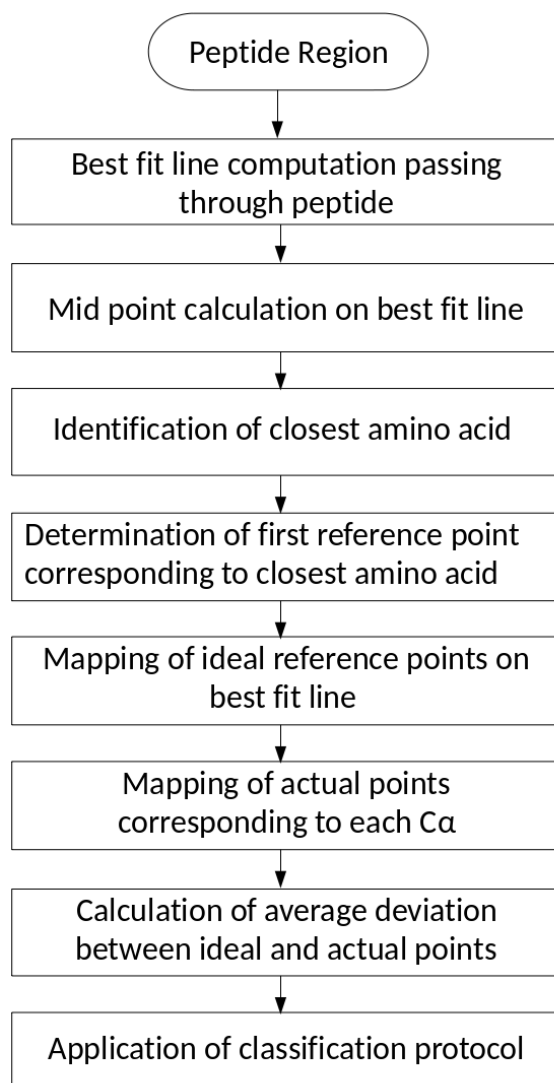 Peptide Region
Best fit line computation passing
through peptide
Mid point calculation on best fit line
Identification of closest amino acid
Determination of first reference point
corresponding to closest amino acid
Mapping of ideal reference points on
best fit line
Mapping of actual points
corresponding to each Cα
Calculation of average deviation
between ideal and actual points
Application of classification protocol